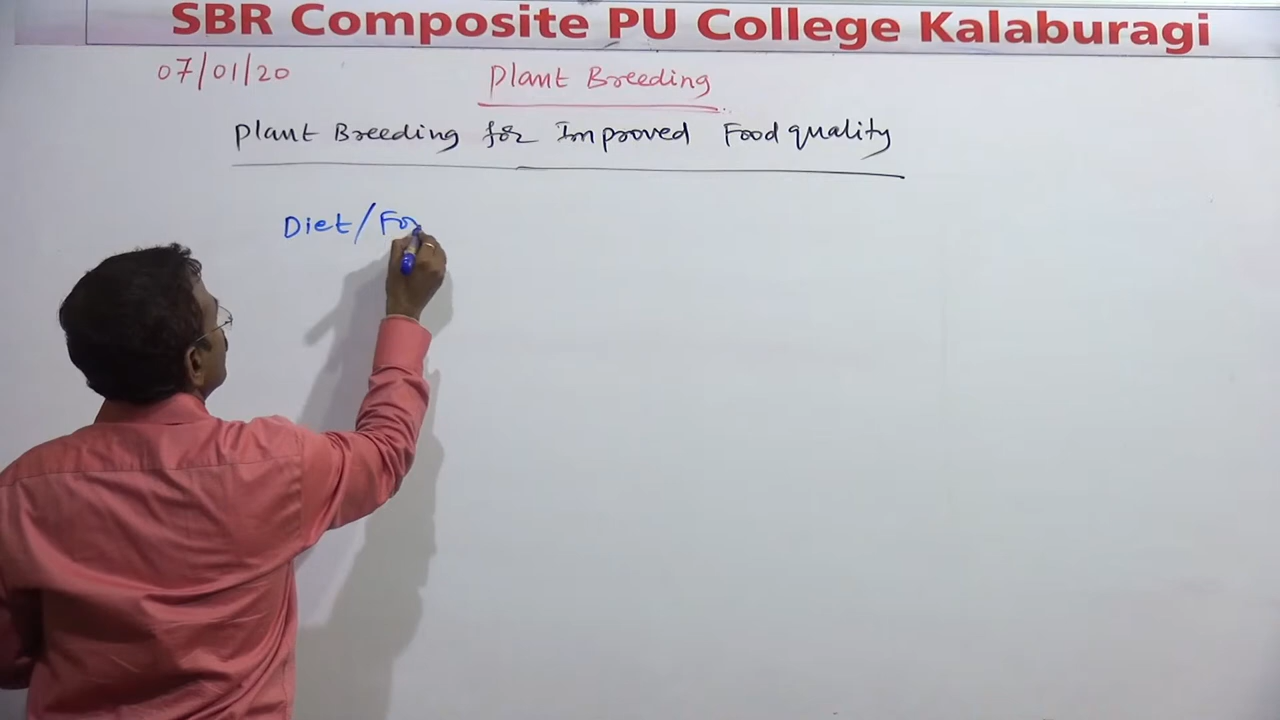 SBR Composite PU College Kalaburagi
07/01/20
Plant Breeding
Plant Breeding for Improved Food quality
Diet/Fo